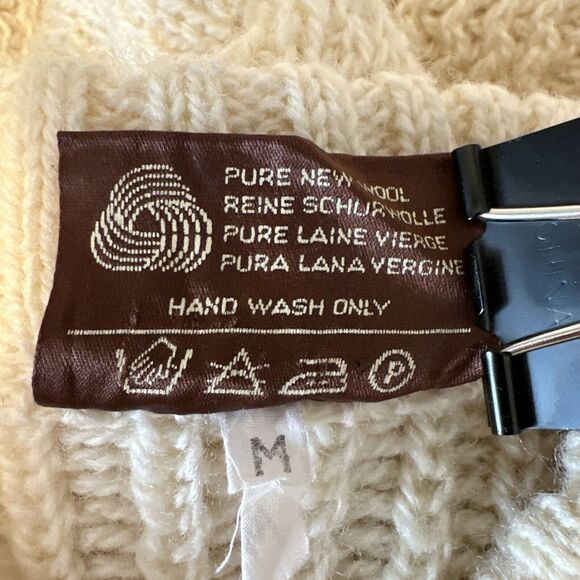 PURE NEW WOOL
REINE SCHURWOLLE
PURE LAINE VIERGE
PURA LANA VERGINE
HAND WASH ONLY
P
M